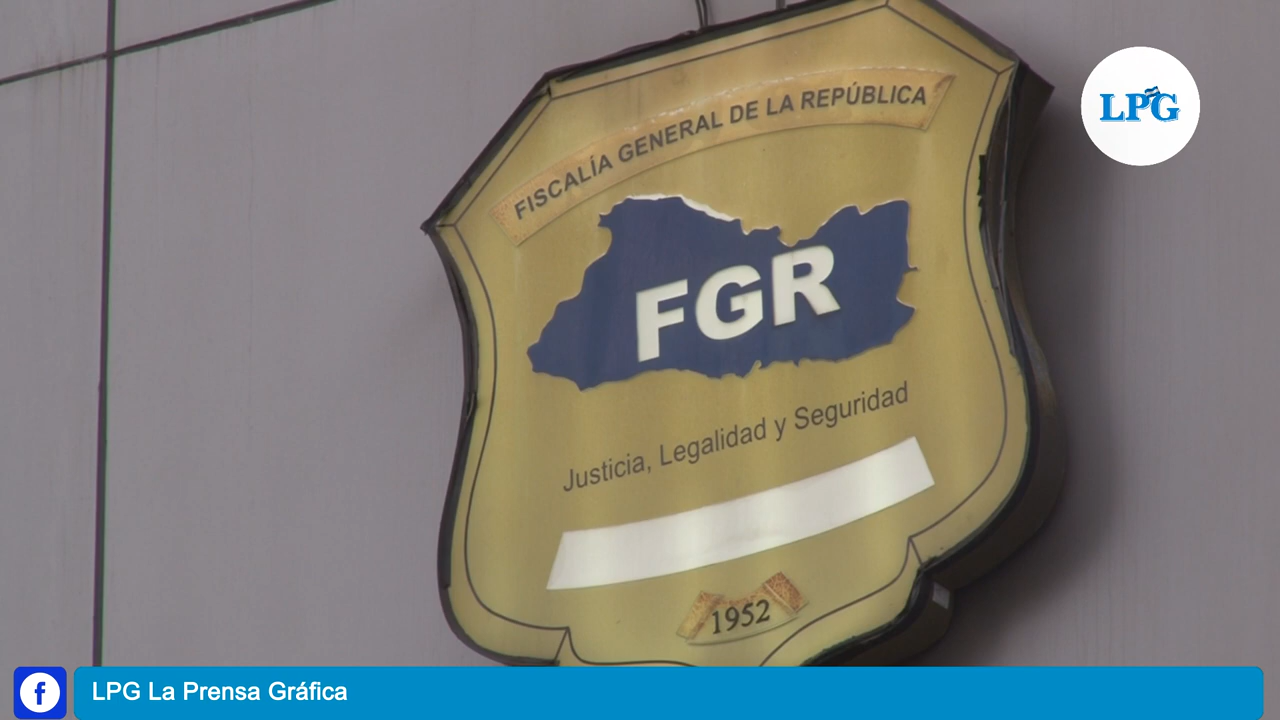 FISCALÍA GENERAL DE LA REPÚBLICA
LPG
FGR
Justicia, Legalidad y Seguridad
1952
f
LPG La Prensa Gráfica